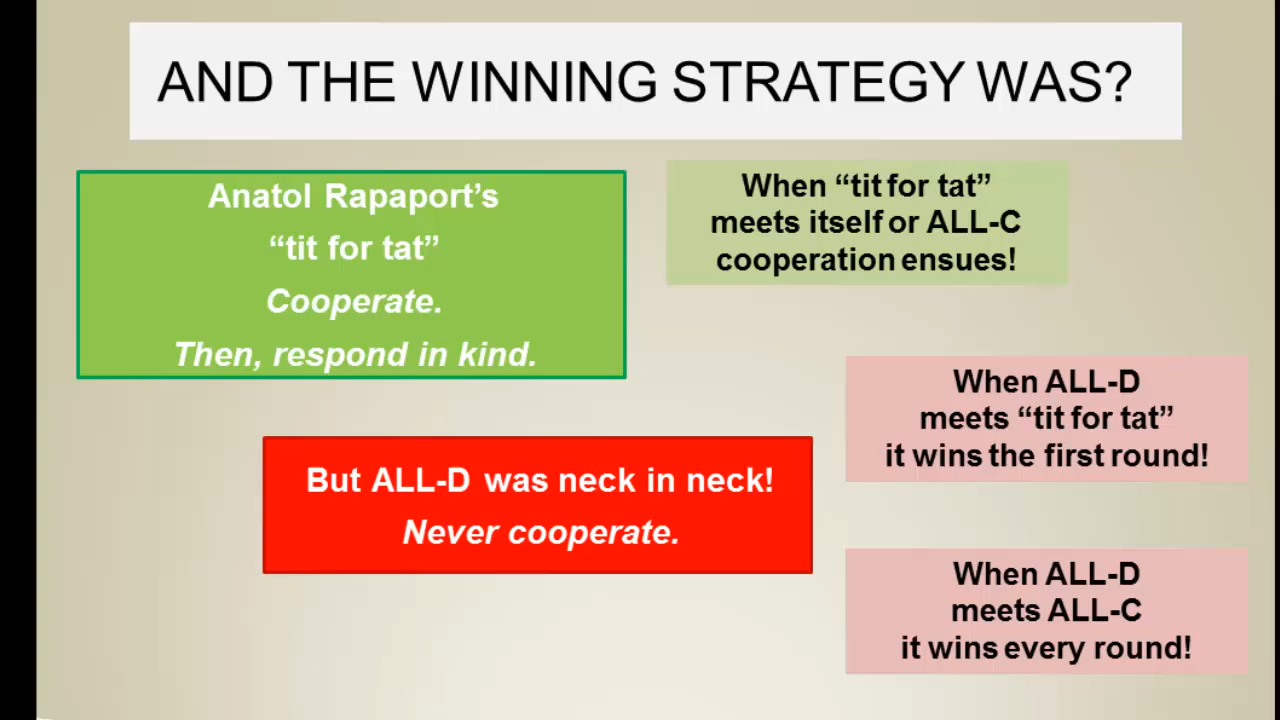 AND THE WINNING STRATEGY WAS?
Anatol Rapaport's
“tit for tat”
Cooperate.
Then, respond in kind.
When “tit for tat”
meets itself or ALL-C
cooperation ensues!
But ALL-D was neck in neck!
Never cooperate.
When ALL-D
meets “tit for tat”
it wins the first round!
When ALL-D
meets ALL-C
it wins every round!